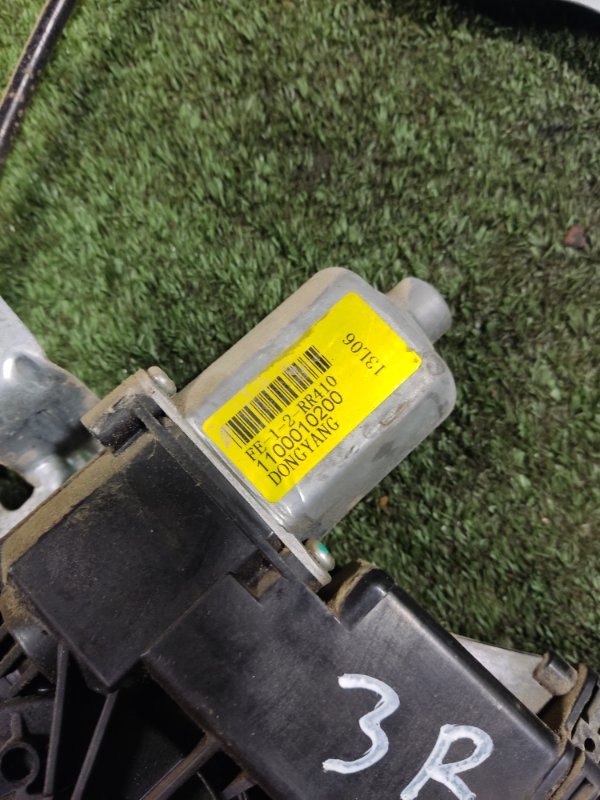 13L06
FE-1-2 RR410
1100010200
DONGYANG
3R